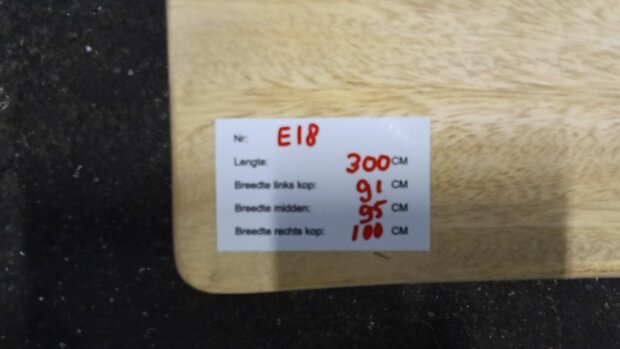 Nr: E18
Lengte: 300 CM
Breedte links kop: 91 CM
Breedte midden: 95 CM
Breedte rechts kop: 100 CM